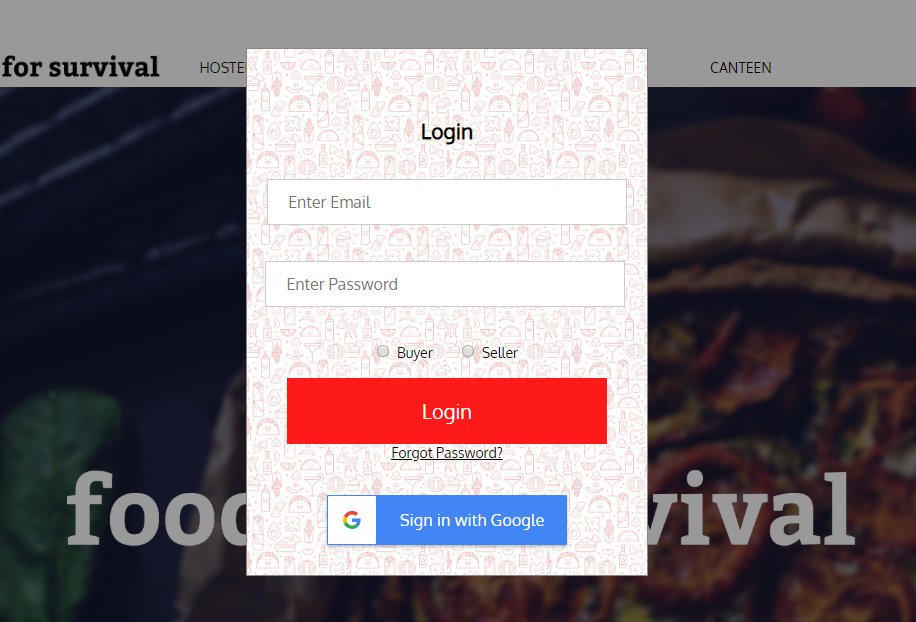 for survival
HOSTE
CANTEEN
Login
Enter Email
Enter Password
Buyer
Seller
Login
Forgot Password?
food vival
Sign in with Google